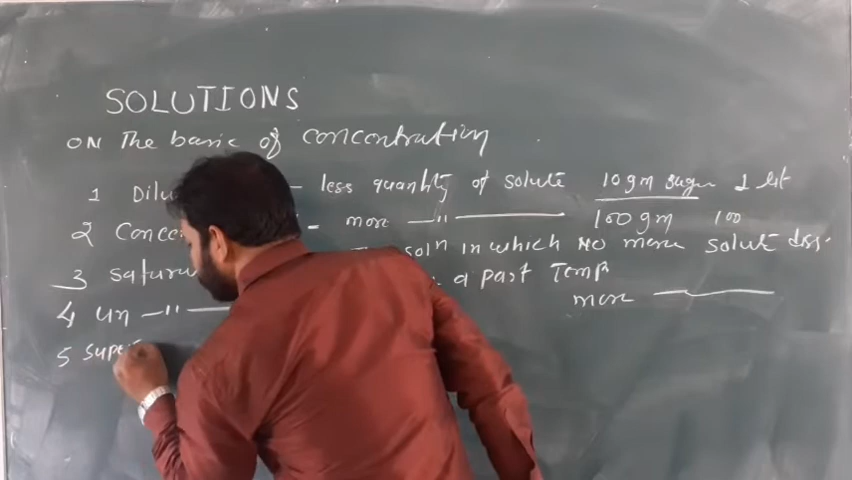 SOLUTIONS
ON The basic of concentration
1 Dilu — less quantity of solute 10 gm sugar 1 lit
2 Conce = more —"— 100 gm 100
3 satura soln in which no more solute diss.
a part Temp
4 un —"— more ———
5 supe